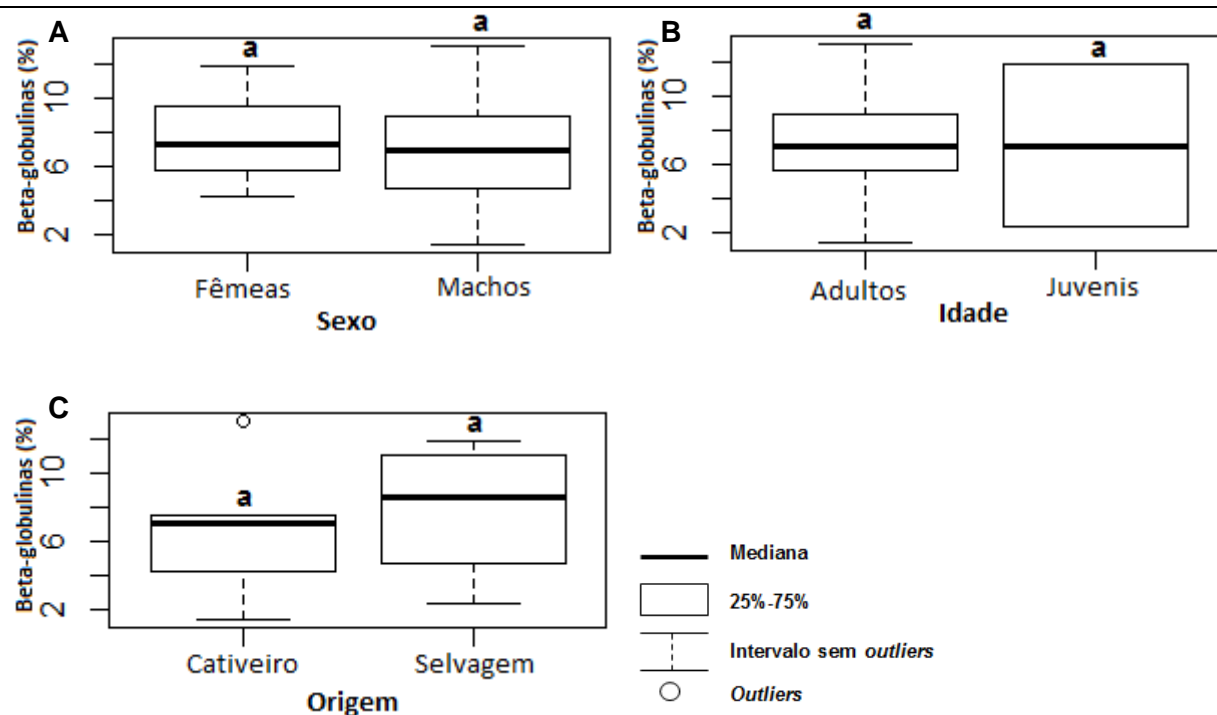 A
Beta-globulinas (%)
2 6 10
a a
Fêmeas Machos
Sexo
B
Beta-globulinas (%)
2 6 10
a a
Adultos Juvenis
Idade
C
Beta-globulinas (%)
2 6 10
a a
Cativeiro Selvagem
Origem
Mediana
25%-75%
Intervalo sem outliers
Outliers